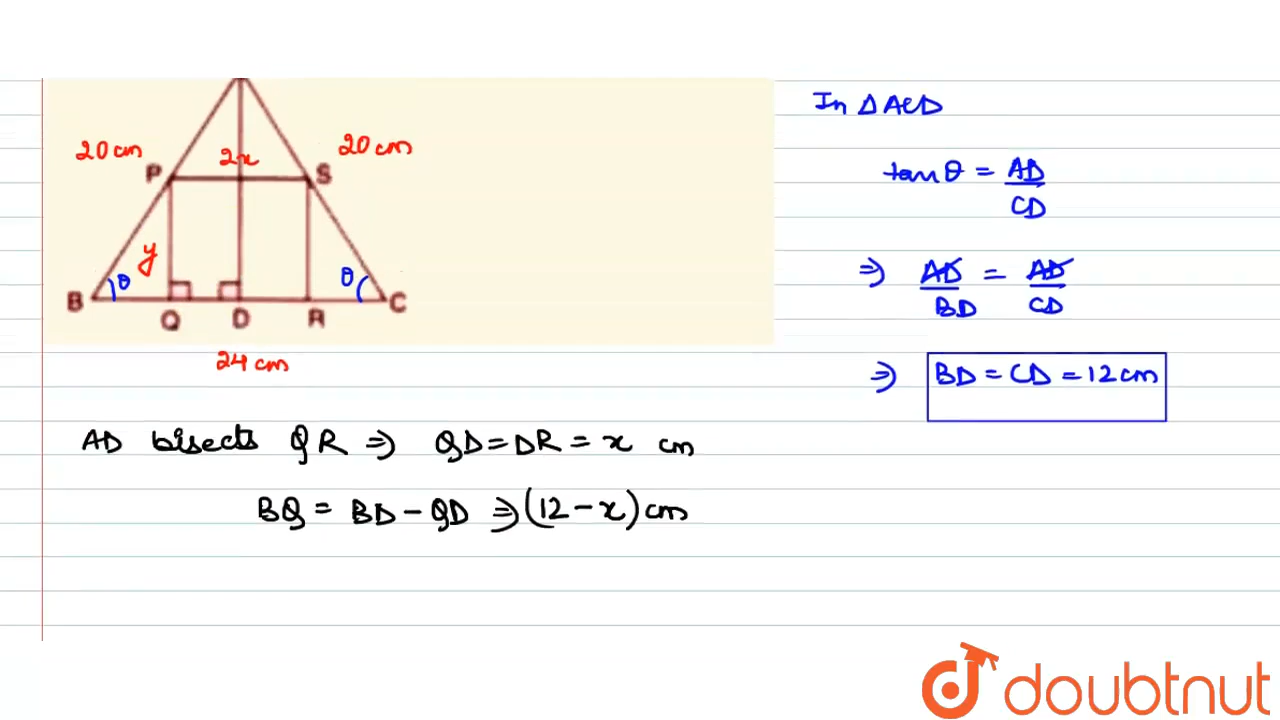 20 cm
20 cm
2x
P
S
y
θ
θ
B
C
Q
D
R
24 cm
AD bisects QR ⇒ QD = DR = x cm
BQ = BD - QD ⇒ (12 - x) cm
In Δ ACD
tan θ = AD/CD
⇒ AD/BD = AD/CD
⇒ BD = CD = 12 cm
doubtnut